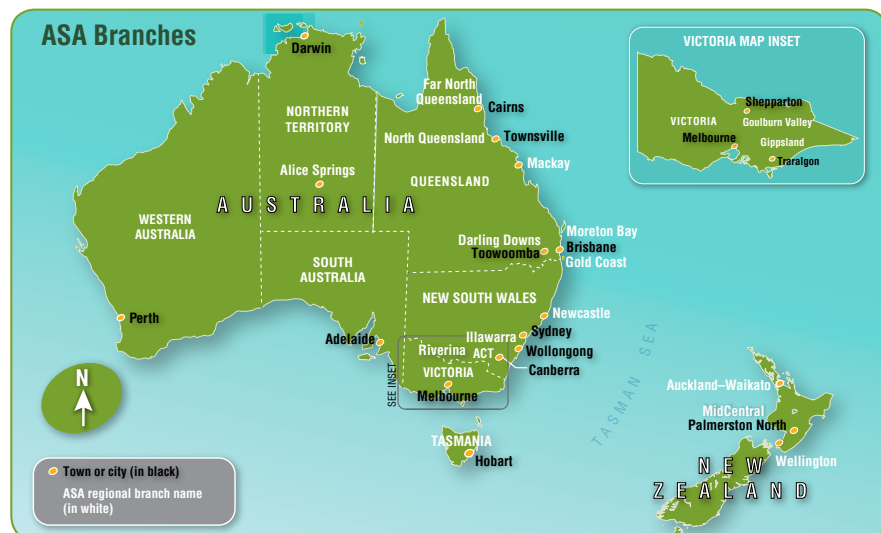 ASA Branches
Darwin
Far North
Queensland
Cairns
NORTHERN
TERRITORY
North Queensland
Townsville
Mackay
Alice Springs
QUEENSLAND
AUSTRALIA
WESTERN
AUSTRALIA
Moreton Bay
Darling Downs
Brisbane
Toowoomba
Gold Coast
SOUTH
AUSTRALIA
NEW SOUTH WALES
Newcastle
Perth
Adelaide
Illawarra
Sydney
Riverina
ACT
Wollongong
Canberra
VICTORIA
Melbourne
SEE INSET
TASMANIA
Hobart
TASMAN SEA
Auckland–Waikato
MidCentral
Palmerston North
Wellington
NEW
ZEALAND
VICTORIA MAP INSET
Shepparton
VICTORIA
Goulburn Valley
Melbourne
Gippsland
Traralgon
N
Town or city (in black)
ASA regional branch name
(in white)